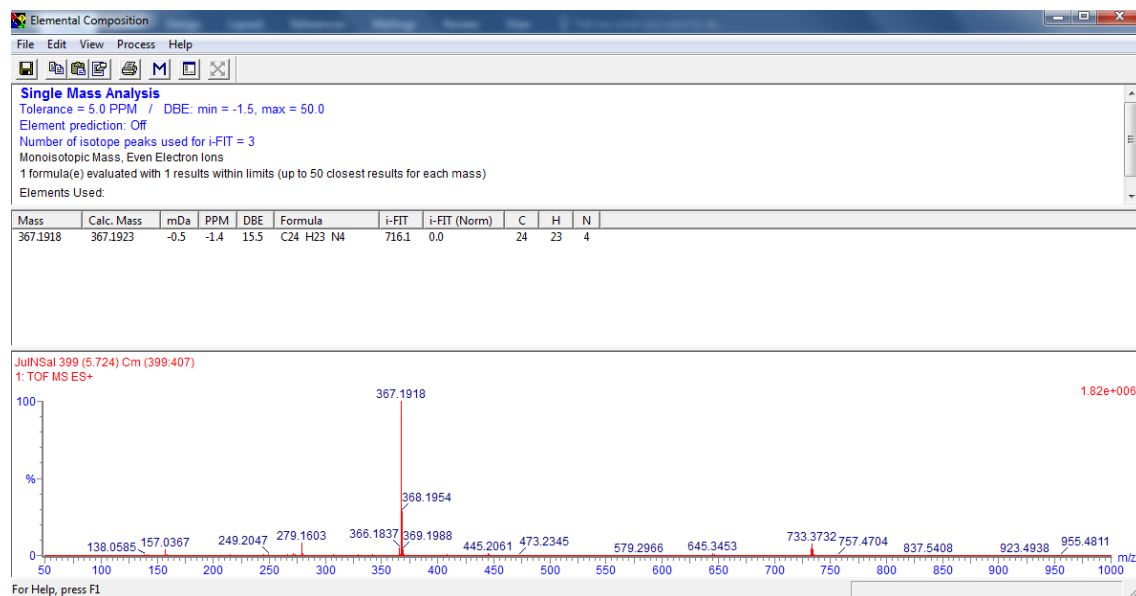 Elemental Composition
File Edit View Process Help
M
Single Mass Analysis
Tolerance = 5.0 PPM / DBE: min = -1.5, max = 50.0
Element prediction: Off
Number of isotope peaks used for i-FIT = 3
Monoisotopic Mass, Even Electron Ions
1 formula(e) evaluated with 1 results within limits (up to 50 closest results for each mass)
Elements Used:
Mass Calc. Mass mDa PPM DBE Formula i-FIT i-FIT (Norm) C H N
367.1918 367.1923 -0.5 -1.4 15.5 C24 H23 N4 716.1 0.0 24 23 4
JulNSal 399 (5.724) Cm (399:407)
1: TOF MS ES+
1.82e+006
100
%
0
367.1918
368.1954
138.0585 157.0367 249.2047 279.1603 366.1837 369.1988 445.2061 473.2345 579.2966 645.3453 733.3732 757.4704 837.5408 923.4938 955.4811
m/z
50 100 150 200 250 300 350 400 450 500 550 600 650 700 750 800 850 900 950 1000
For Help, press F1